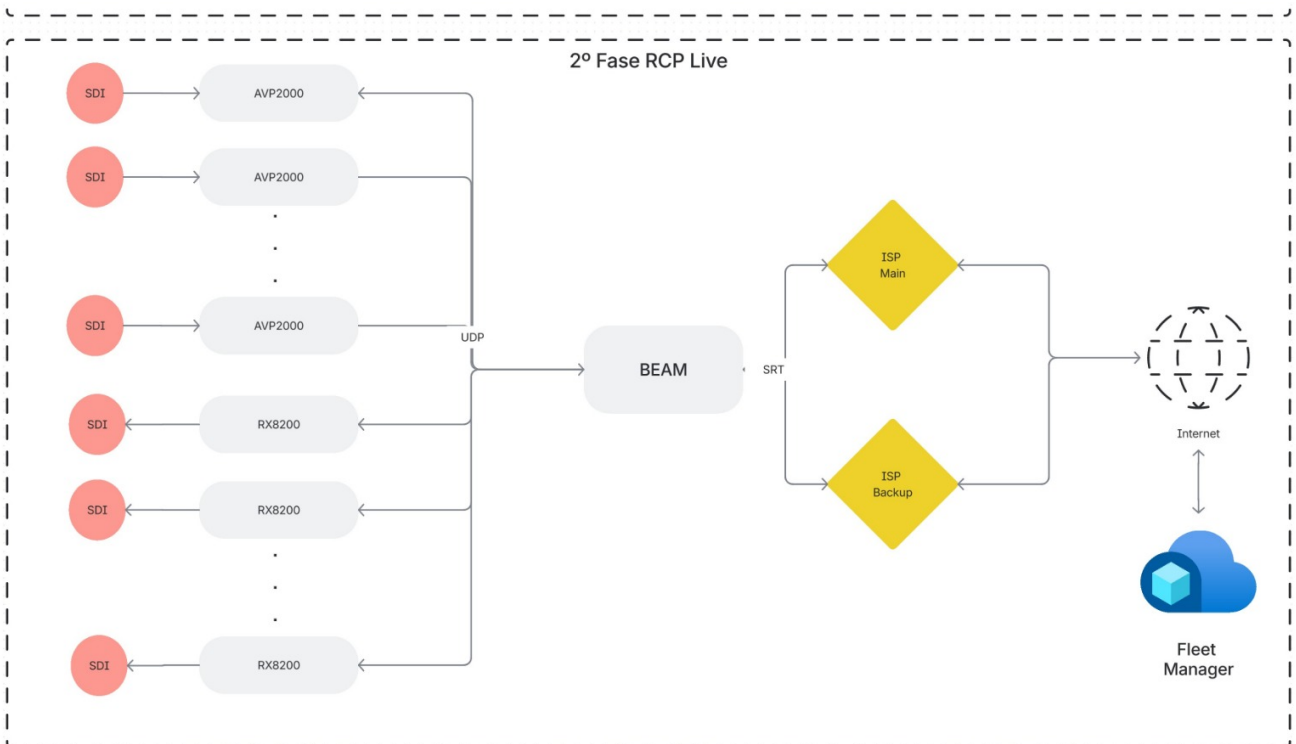 2º Fase RCP Live
SDI
AVP2000
SDI
AVP2000
SDI
AVP2000
UDP
SDI
RX8200
SDI
RX8200
SDI
RX8200
BEAM
SRT
ISP
Main
ISP
Backup
Internet
Fleet
Manager